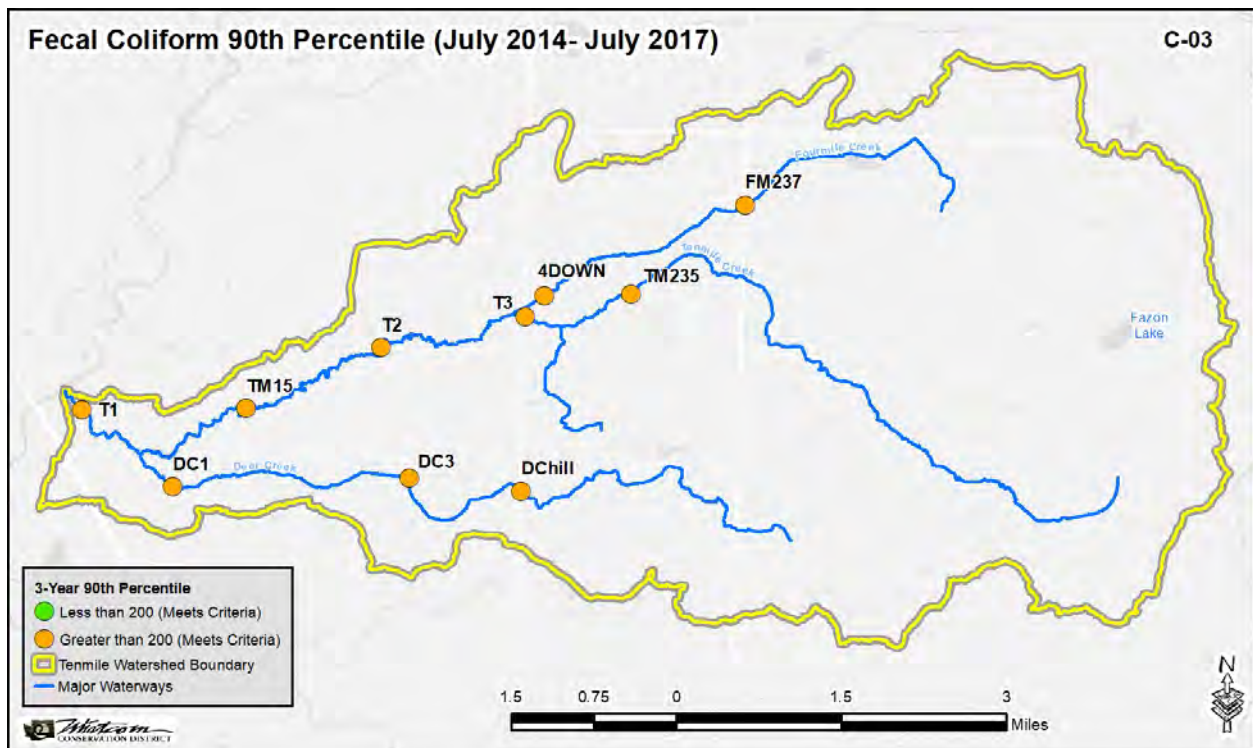 Fecal Coliform 90th Percentile (July 2014- July 2017)
C-03
Fourmile Creek
FM237
Tenmile Creek
4DOWN
TM235
T3
T2
Fazon
Lake
TM15
T1
DC1
Deer Creek
DC3
DChill
3-Year 90th Percentile
Less than 200 (Meets Criteria)
Greater than 200 (Meets Criteria)
Tenmile Watershed Boundary
Major Waterways
N
1.5 0.75 0 1.5 3
Miles
Whatcom
CONSERVATION DISTRICT